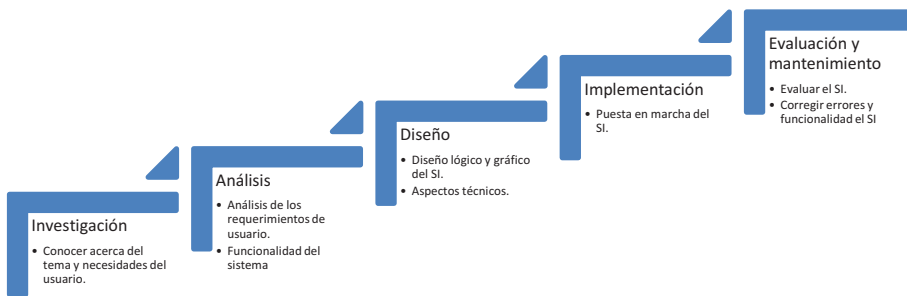 Investigación
• Conocer acerca del
tema y necesidades del
usuario.
Análisis
• Análisis de los
requerimientos de
usuario.
• Funcionalidad del
sistema
Diseño
• Diseño lógico y gráfico
del SI.
• Aspectos técnicos.
Implementación
• Puesta en marcha del
SI.
Evaluación y
mantenimiento
• Evaluar el SI.
• Corregir errores y
funcionalidad el SI